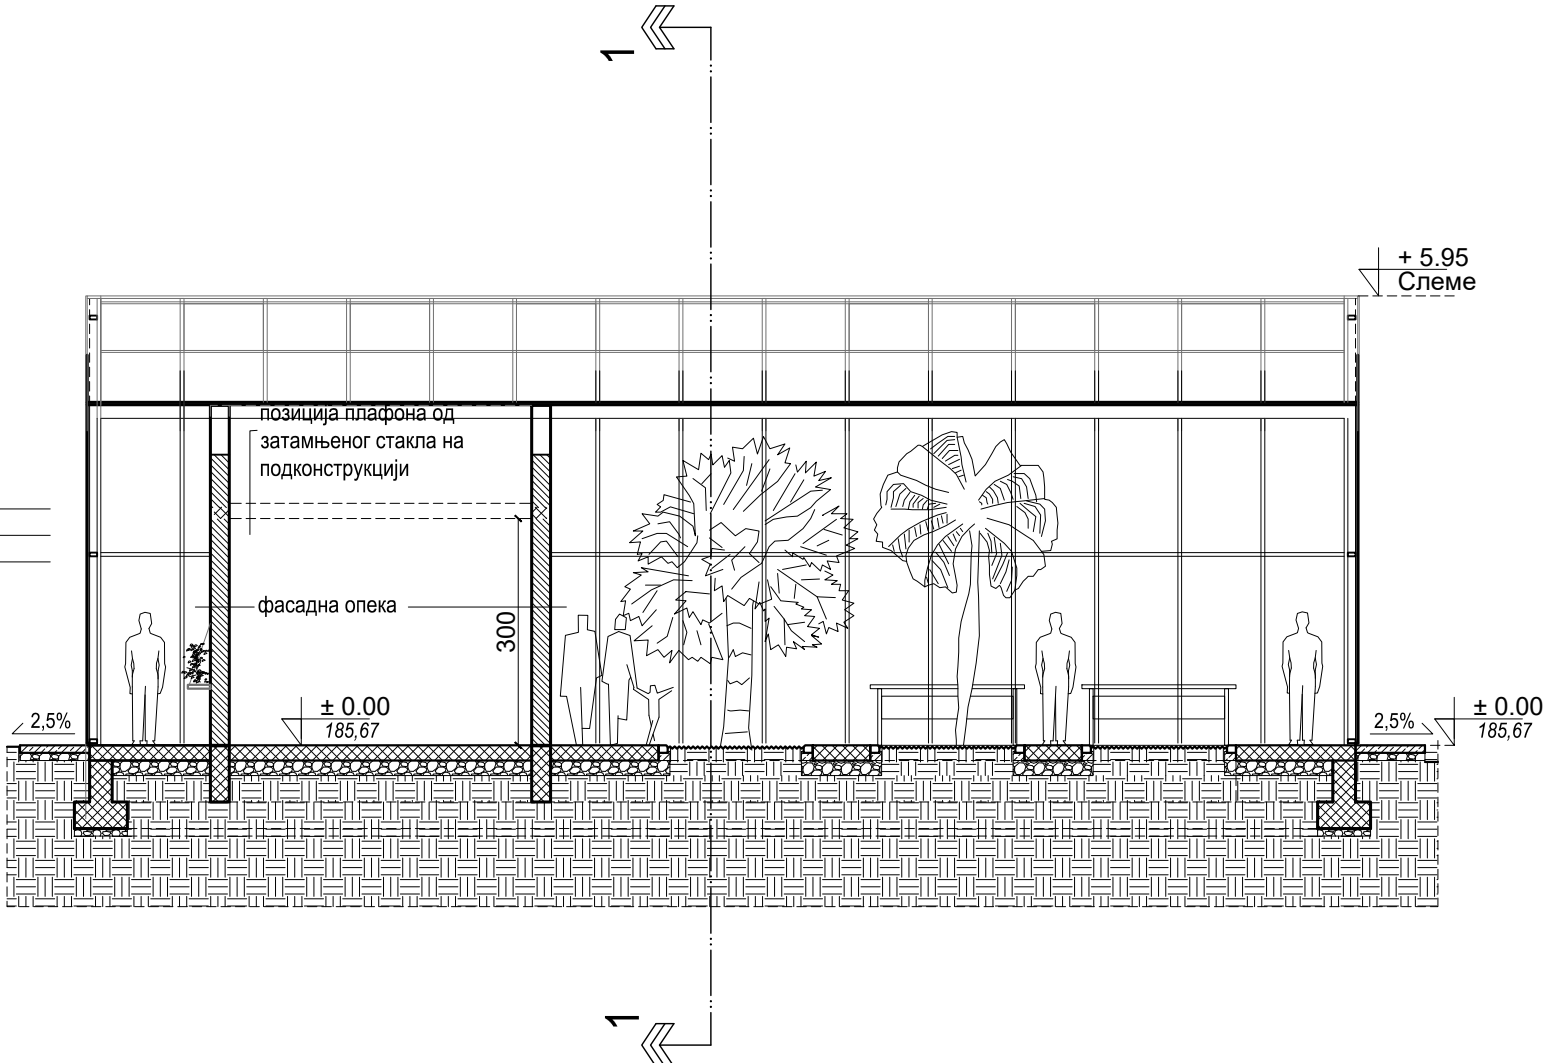 1
+ 5.95
Слеме
позиција плафона од
затамњеног стакла на
подконструкцији
фасадна опека
300
± 0.00
185,67
2,5%
2,5%
± 0.00
185,67
1